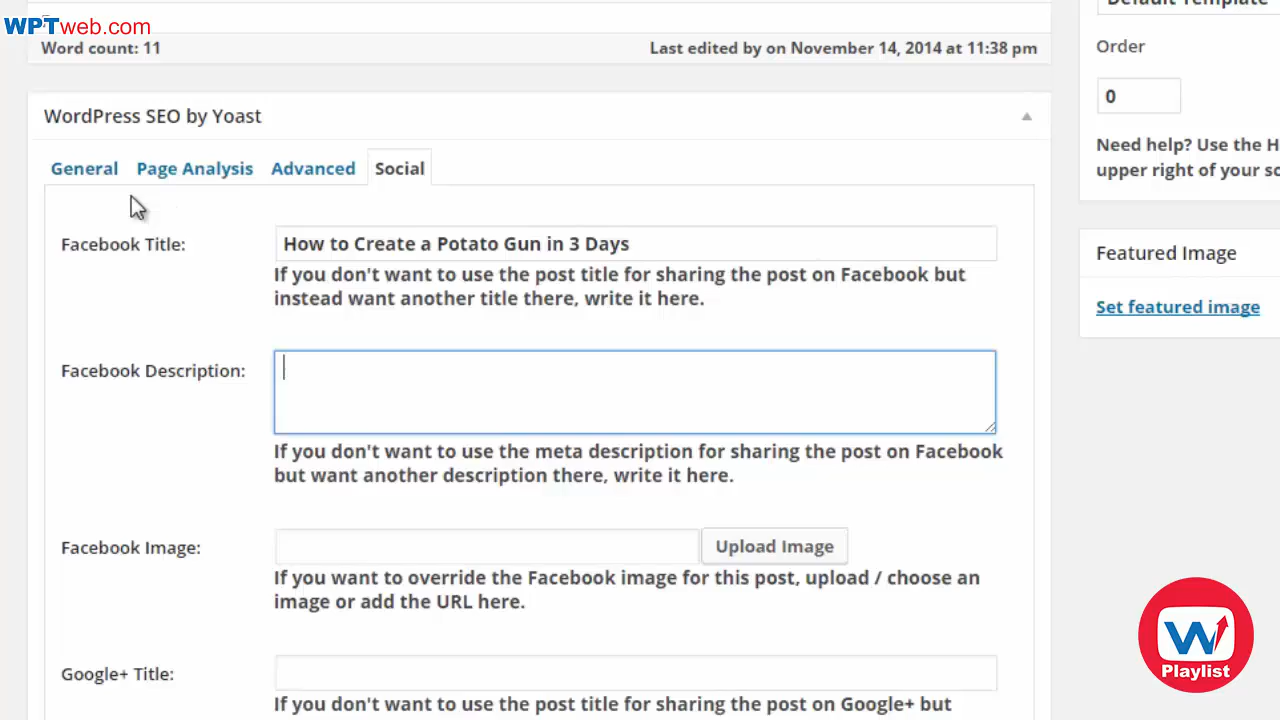 WPTweb.com
Word count: 11
Last edited by on November 14, 2014 at 11:38 pm
Order
0
Need help? Use the H
upper right of your sc
WordPress SEO by Yoast
General Page Analysis Advanced Social
Facebook Title:
How to Create a Potato Gun in 3 Days
If you don't want to use the post title for sharing the post on Facebook but
instead want another title there, write it here.
Facebook Description:
If you don't want to use the meta description for sharing the post on Facebook
but want another description there, write it here.
Facebook Image:
Upload Image
If you want to override the Facebook image for this post, upload / choose an
image or add the URL here.
Google+ Title:
If you don't want to use the post title for sharing the post on Google+ but
Default Template
Featured Image
Set featured image
W
Playlist